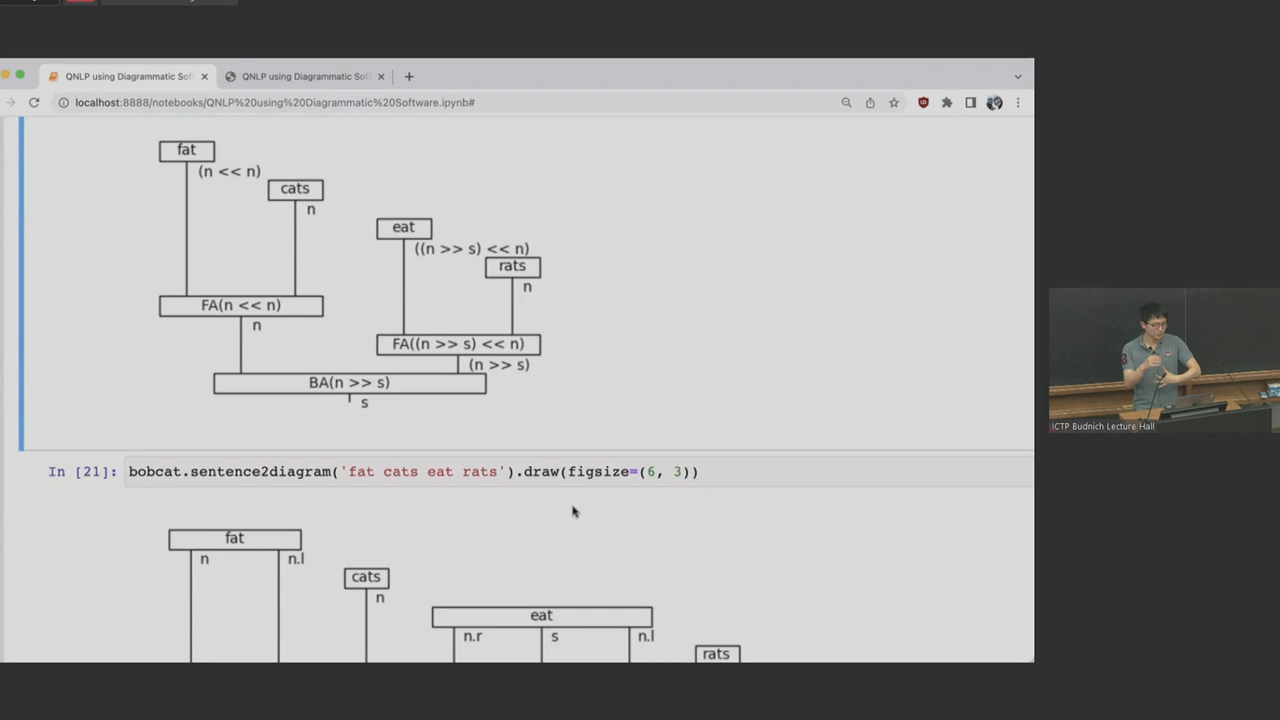 QNLP using Diagrammatic Sof
QNLP using Diagrammatic Sof
localhost:8888/notebooks/QNLP%20using%20Diagrammatic%20Software.ipynb#
fat
(n << n)
cats
n
eat
((n >> s) << n)
rats
n
FA(n << n)
n
FA((n >> s) << n)
(n >> s)
BA(n >> s)
s
In [21]: bobcat.sentence2diagram('fat cats eat rats').draw(figsize=(6, 3))
fat
n n.l
cats
n
eat
n.r s n.l
rats
ICTP Budnich Lecture Hall